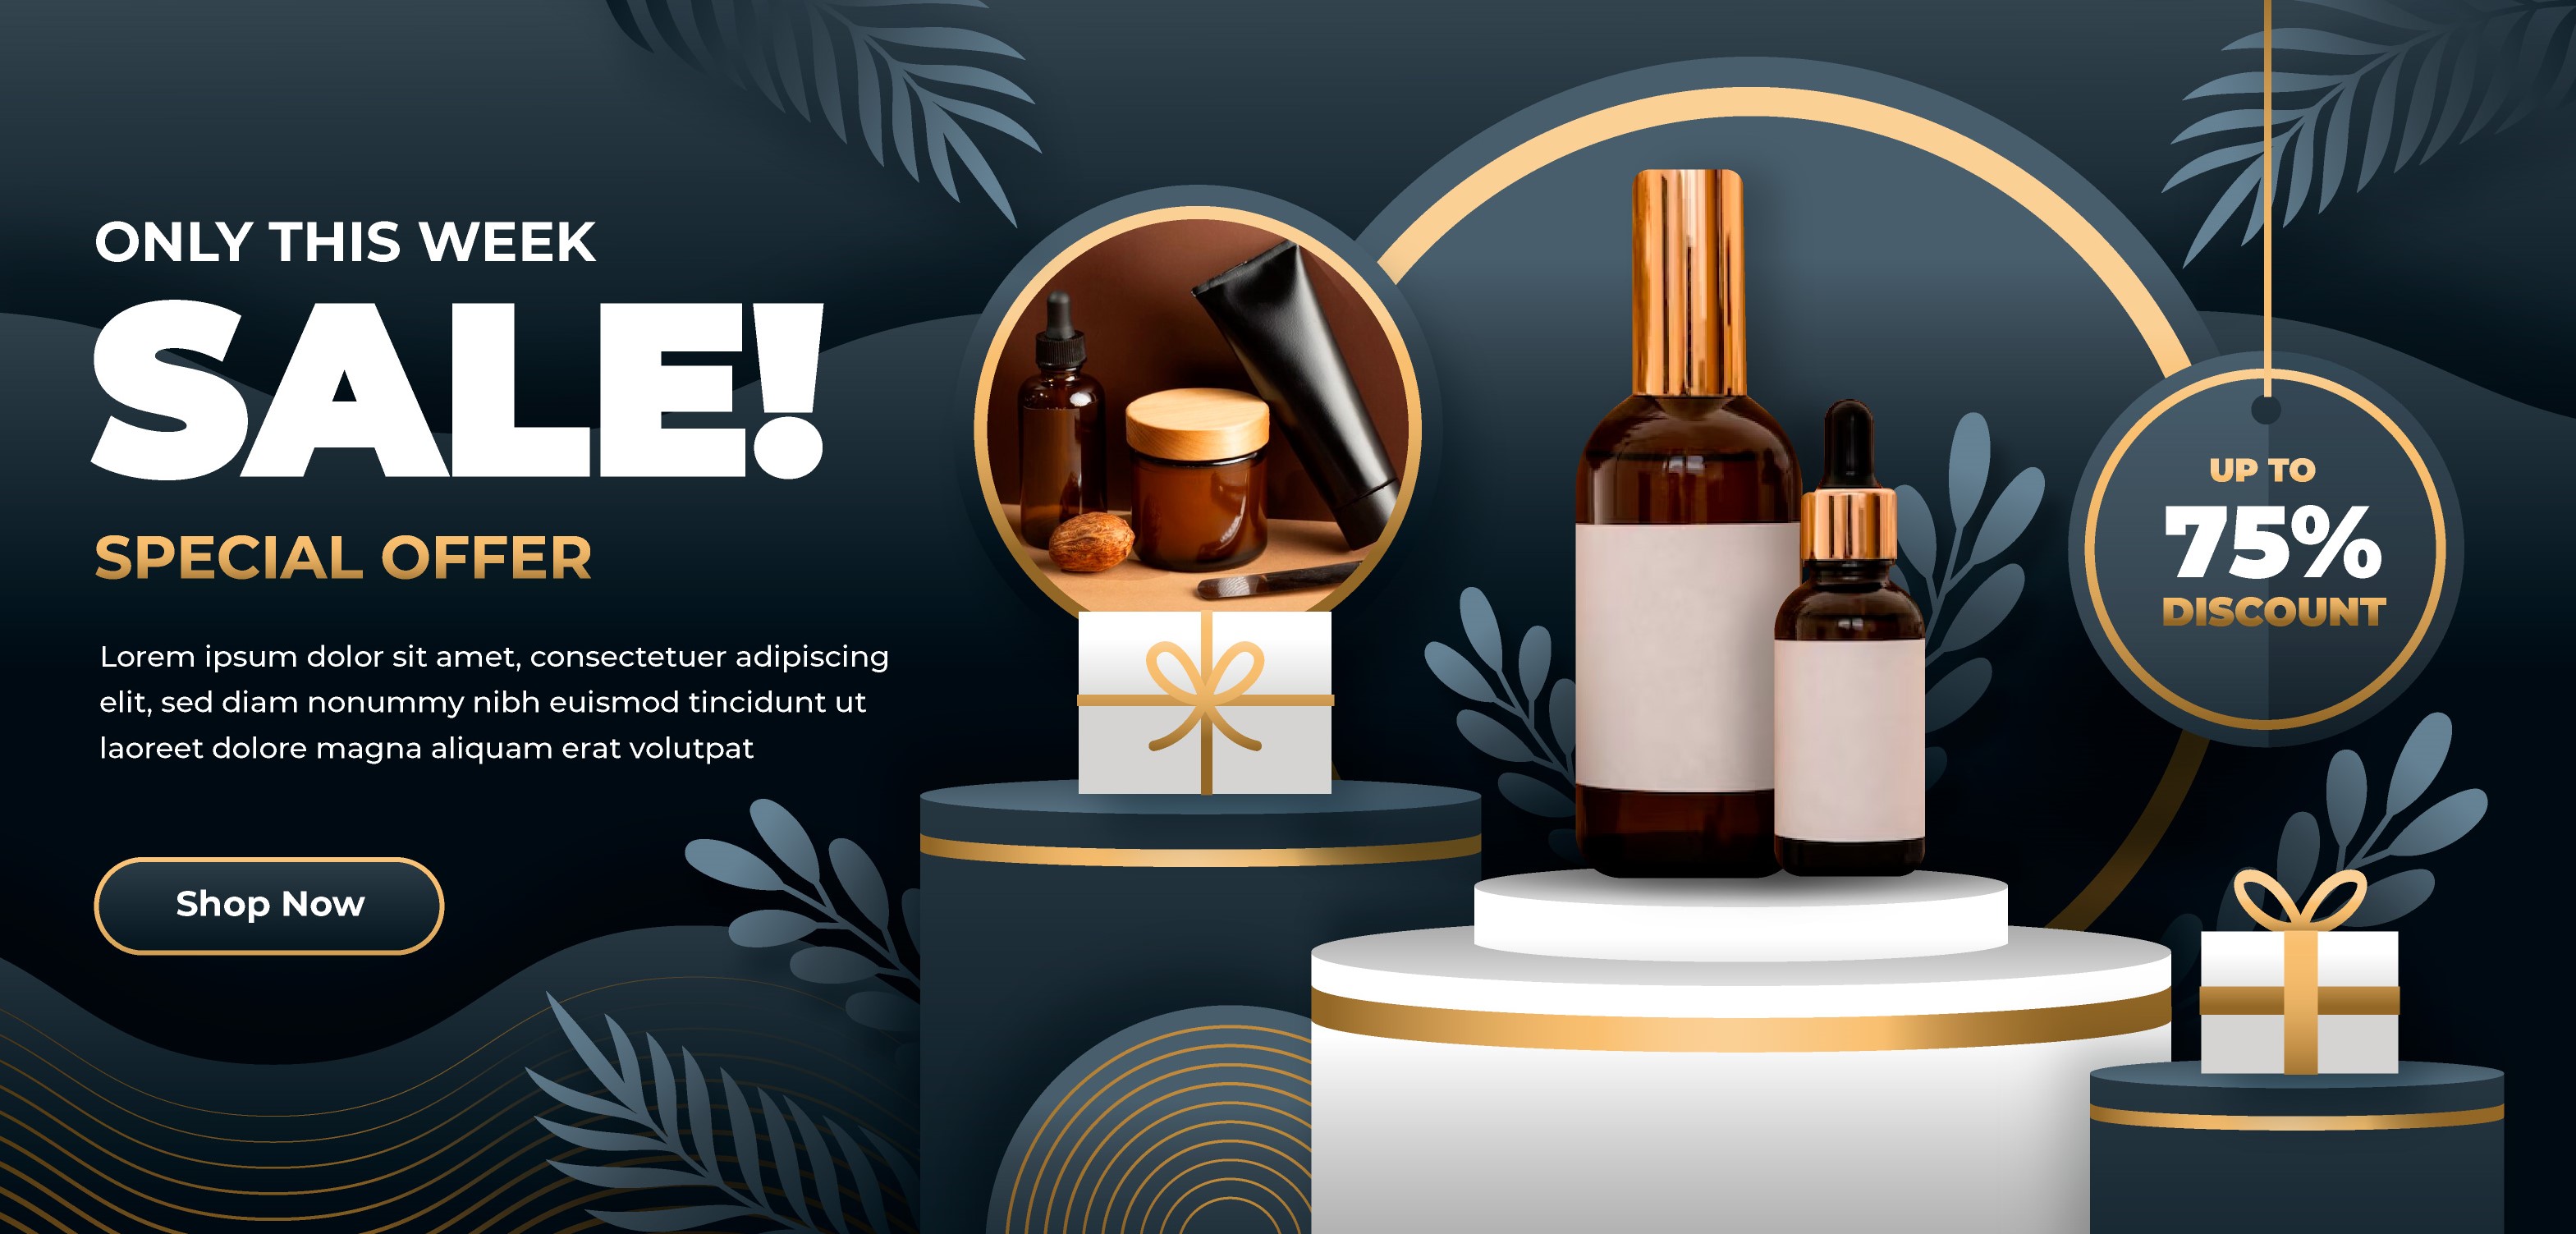 ONLY THIS WEEK
SALE!
SPECIAL OFFER
Lorem ipsum dolor sit amet, consectetuer adipiscing
elit, sed diam nonummy nibh euismod tincidunt ut
laoreet dolore magna aliquam erat volutpat
Shop Now
UP TO
75%
DISCOUNT